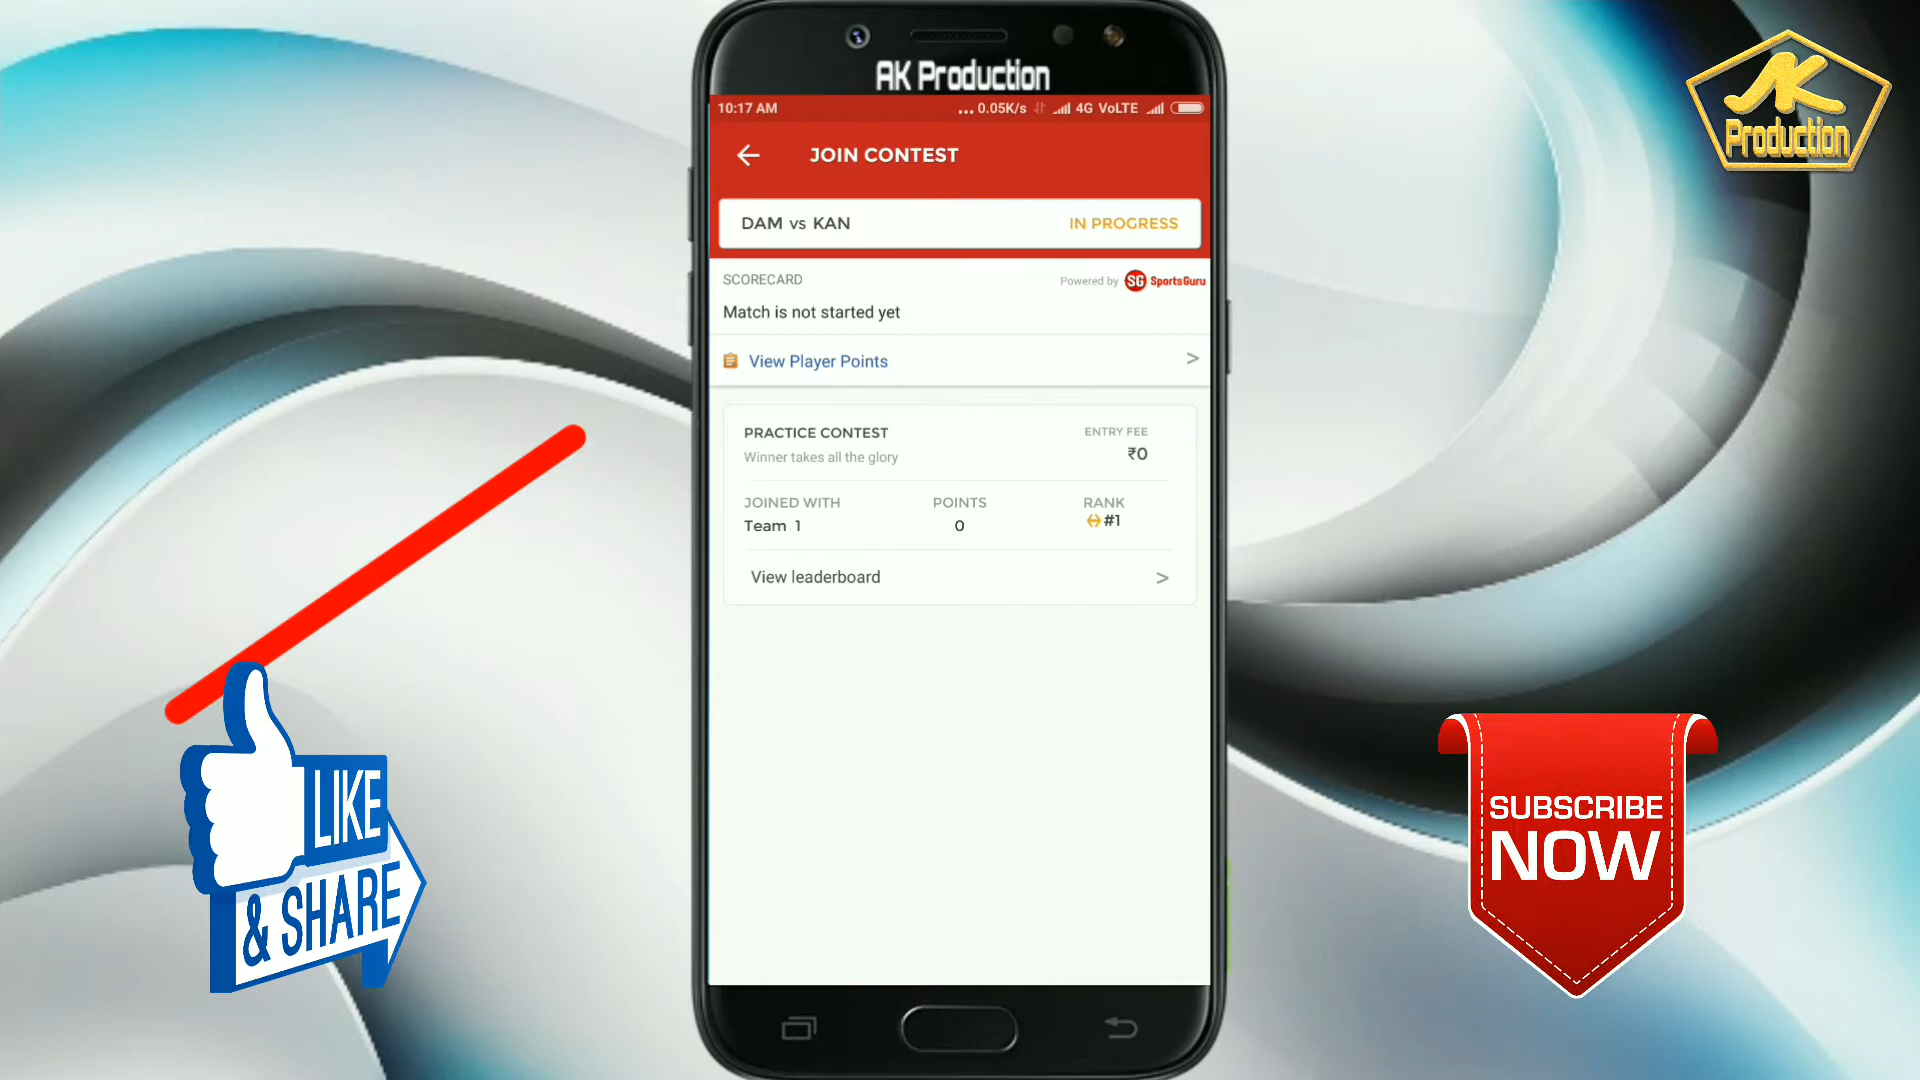 AK Production
10:17 AM
... 0.05K/s 4G VoLTE
JOIN CONTEST
DAM vs KAN
IN PROGRESS
SCORECARD
Powered by SG SportsGuru
Match is not started yet
View Player Points >
PRACTICE CONTEST
ENTRY FEE
Winner takes all the glory
₹0
JOINED WITH POINTS RANK
Team 1 0 #1
View leaderboard >
AK
Production
LIKE
& SHARE
SUBSCRIBE
NOW